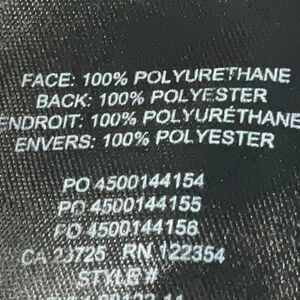 FACE: 100% POLYURETHANE
BACK: 100% POLYESTER
ENDROIT: 100% POLYURÉTHANE
ENVERS: 100% POLYESTER
PO 4500144154
PO 4500144155
PO 4500144156
CA 23725 RN 122354
STYLE #